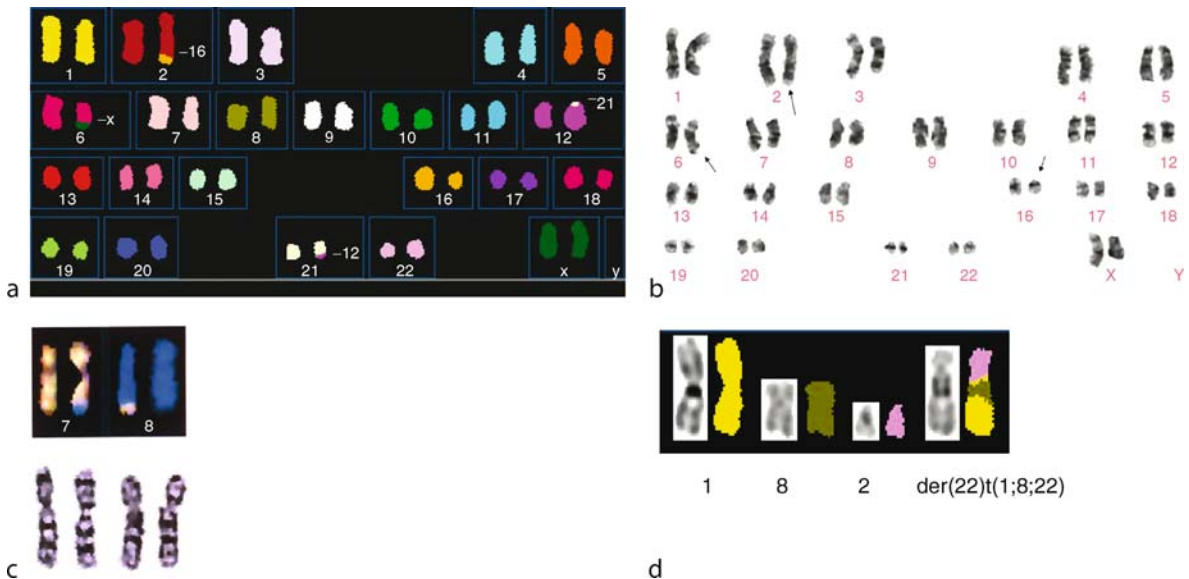 1 2 -16 3 4 5
6 -x 7 8 9 10 11 12 -21
13 14 15 16 17 18
19 20 21 -12 22 x y
a
1 2 3 4 5
6 7 8 9 10 11 12
13 14 15 16 17 18
19 20 21 22 X Y
b
7 8
c
1 8 2 der(22)t(1;8;22)
d